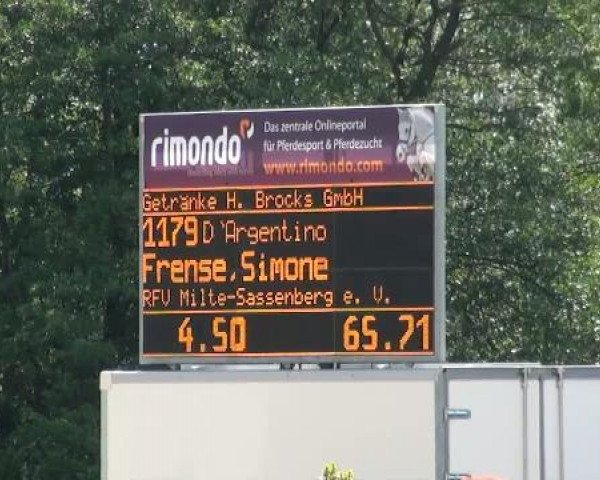 rimondo
Das zentrale Onlineportal
für Pferdesport & Pferdezucht
www.rimondo.com
Getränke H. Brocks GmbH
1179 D`Argentino
Frense, Simone
RFV Milte-Sassenberg e. V.
4.50 65.71